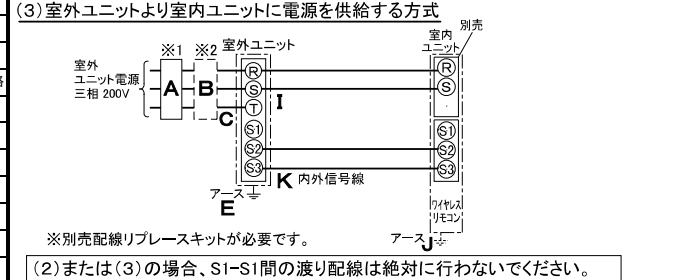 (3)室外ユニットより室内ユニットに電源を供給する方式
別売
※1 ※2 室外ユニット
室内
ユニット
室外
ユニット電源
三相 200V
A B
C
R
S
T
S1
S2
S3
I
R
S
S1
S2
S3
K 内外信号線
アース
E
ワイヤレス
リモコン
アース J
※別売配線リプレースキットが必要です。
(2)または(3)の場合、S1-S1間の渡り配線は絶対に行わないでください。